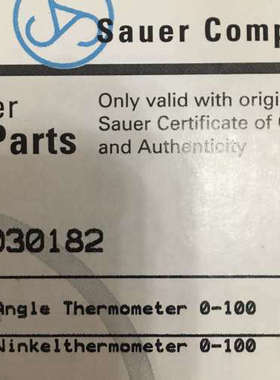 Sauer Comp
er
Parts
Only valid with origi
Sauer Certificate of
and Authenticity
030182
Angle Thermometer 0-100
Winkelthermometer 0-100